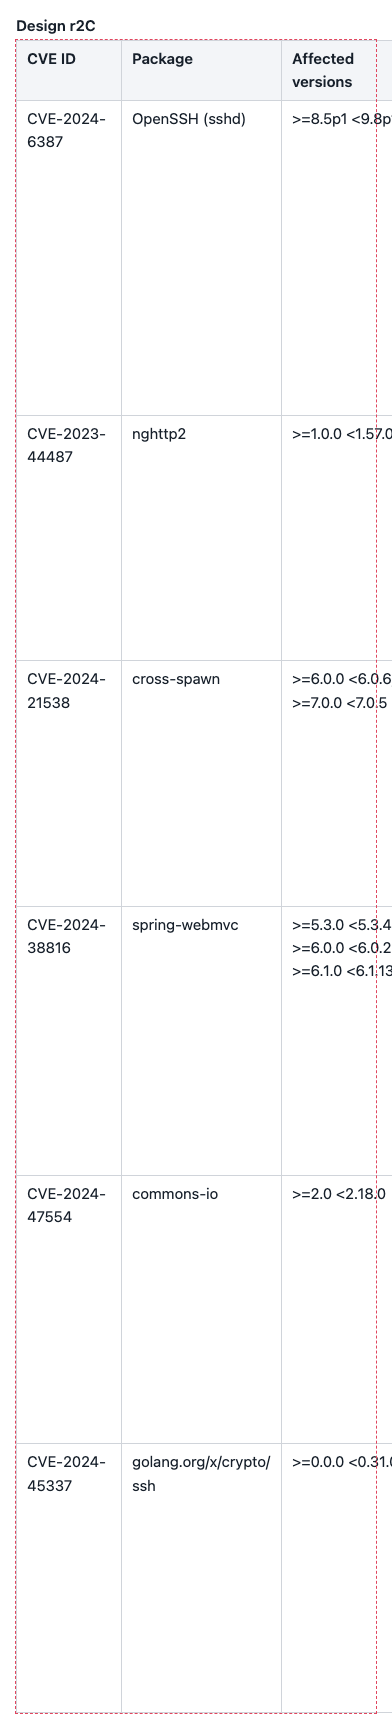 Design r2C
CVE ID
Package
Affected
versions
CVE-2024-
6387
OpenSSH (sshd)
>=8.5p1 <9.8p
CVE-2023-
44487
nghttp2
>=1.0.0 <1.57.0
CVE-2024-
21538
cross-spawn
>=6.0.0 <6.0.6
>=7.0.0 <7.0.5
CVE-2024-
38816
spring-webmvc
>=5.3.0 <5.3.4
>=6.0.0 <6.0.2
>=6.1.0 <6.1.13
CVE-2024-
47554
commons-io
>=2.0 <2.18.0
CVE-2024-
45337
golang.org/x/crypto/
ssh
>=0.0.0 <0.31.0